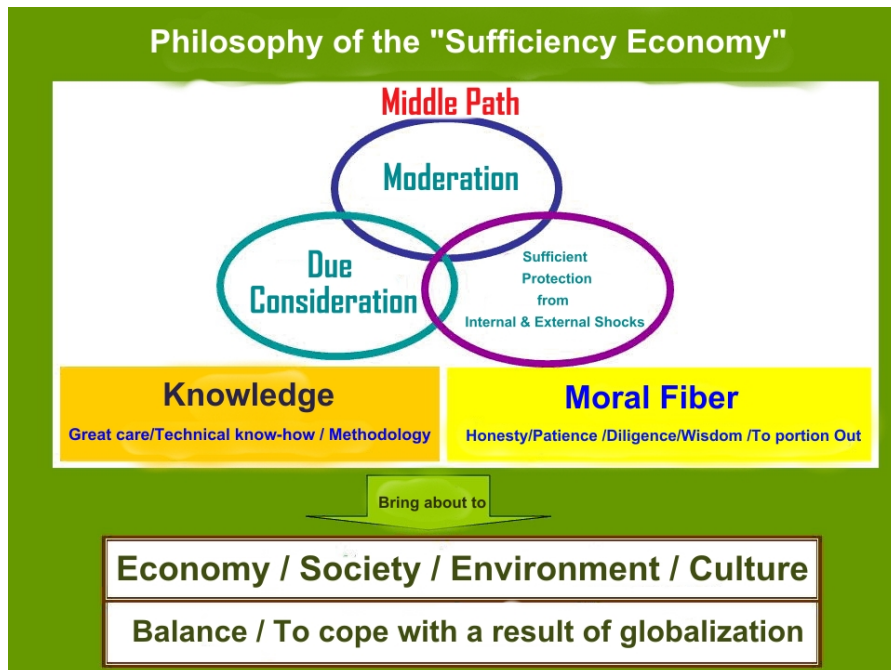 Philosophy of the "Sufficiency Economy"
Middle Path
Moderation
Due
Consideration
Sufficient
Protection
from
Internal & External Shocks
Knowledge
Great care/Technical know-how / Methodology
Moral Fiber
Honesty/Patience /Diligence/Wisdom /To portion Out
Bring about to
Economy / Society / Environment / Culture
Balance / To cope with a result of globalization